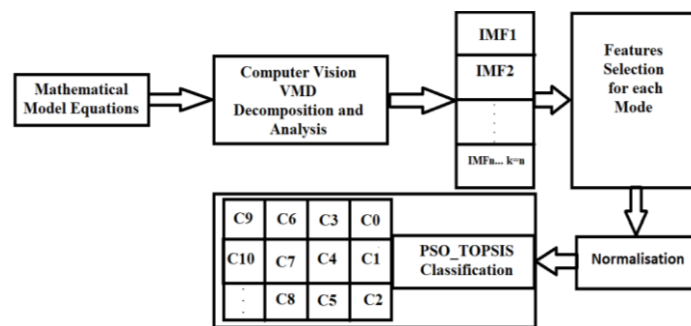 Mathematical
Model Equations
Computer Vision
VMD
Decomposition and
Analysis
IMF1
IMF2
IMFn... k=n
Features
Selection
for each
Mode
Normalisation
PSO_TOPSIS
Classification
C9 C6 C3 C0
C10 C7 C4 C1
C8 C5 C2